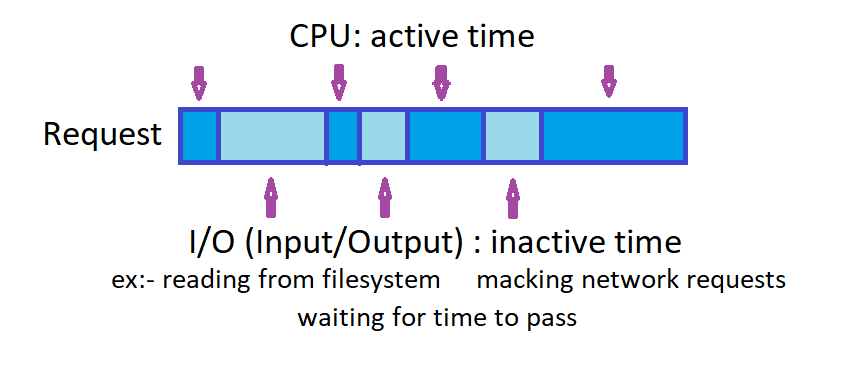 CPU: active time
Request
I/O (Input/Output) : inactive time
ex:- reading from filesystem macking network requests
waiting for time to pass